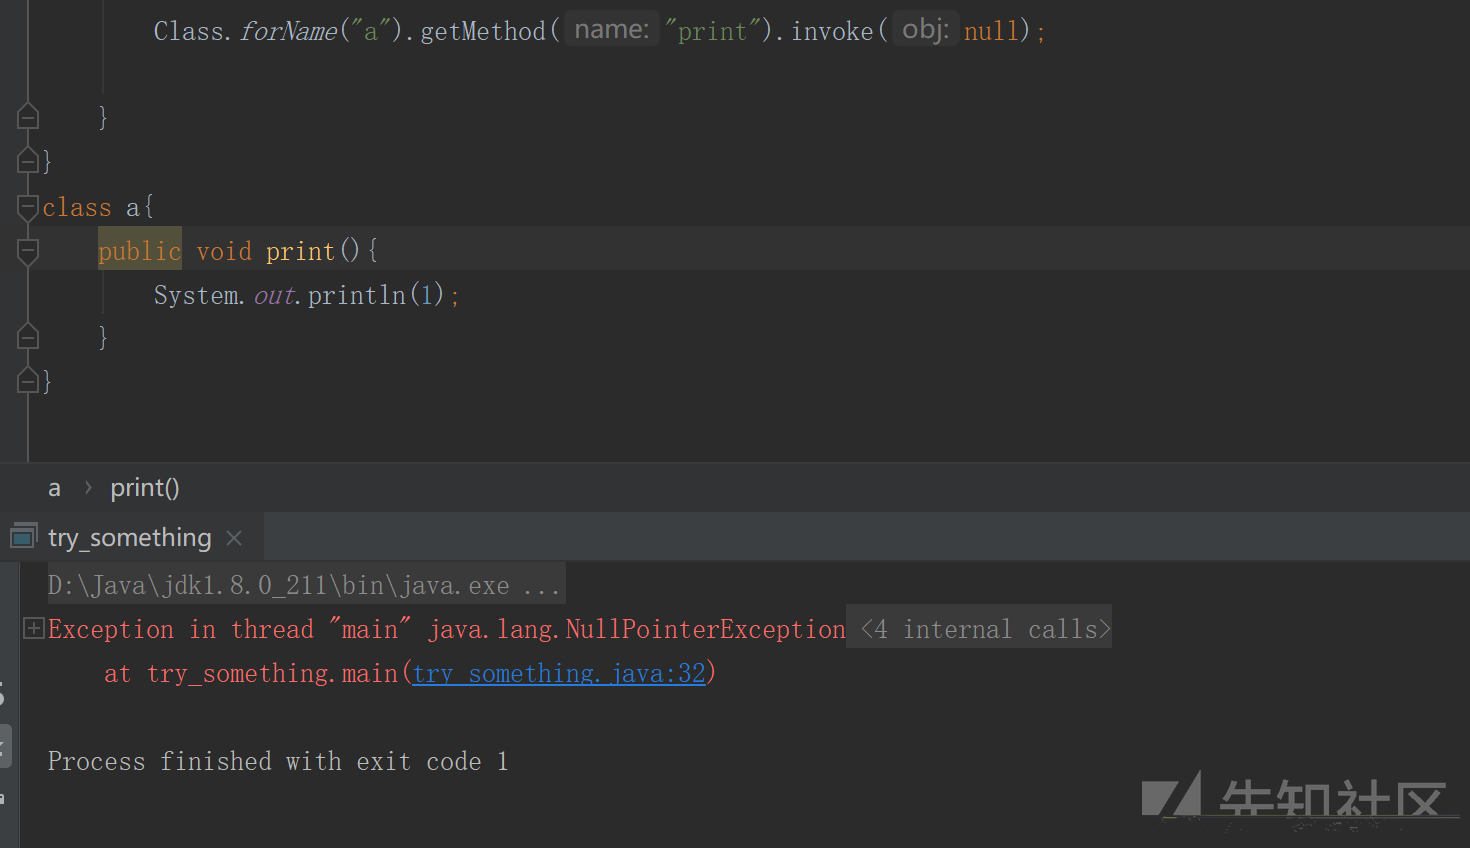 Class.forName("a").getMethod( name: "print").invoke( obj: null);
}
}
class a{
public void print(){
System.out.println(1);
}
}
a › print()
try_something ×
D:\Java\jdk1.8.0_211\bin\java.exe ...
Exception in thread "main" java.lang.NullPointerException <4 internal calls>
at try_something.main(try_something.java:32)
Process finished with exit code 1
先知社区